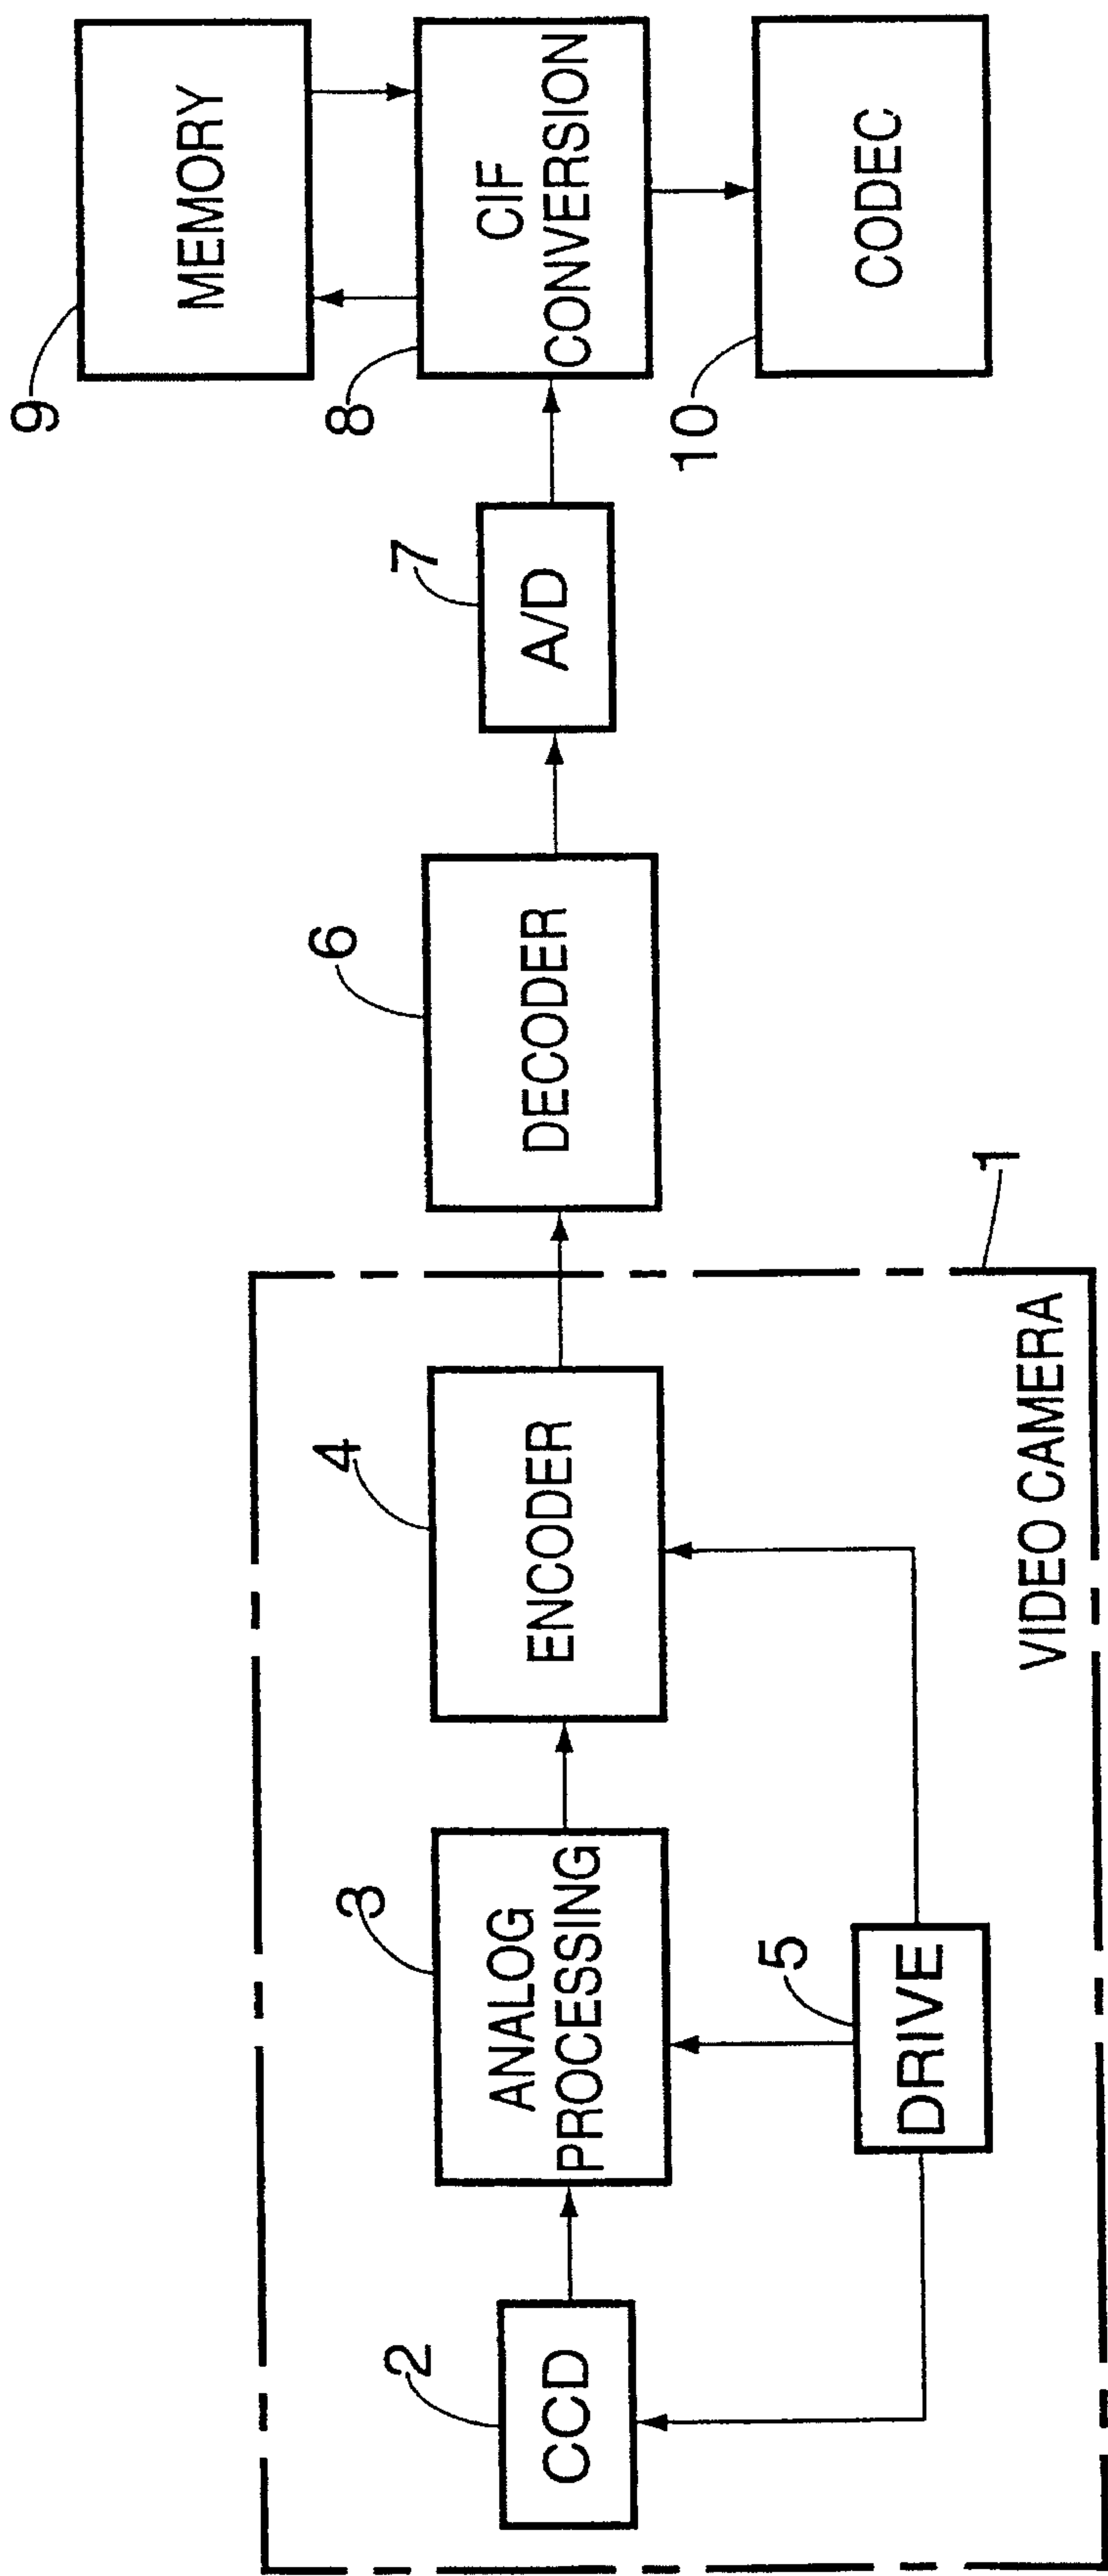 9
MEMORY
8
CIF
CONVERSION
10
CODEC
7
A/D
6
DECODER
1
VIDEO CAMERA
4
ENCODER
3
ANALOG
PROCESSING
5
DRIVE
2
CCD